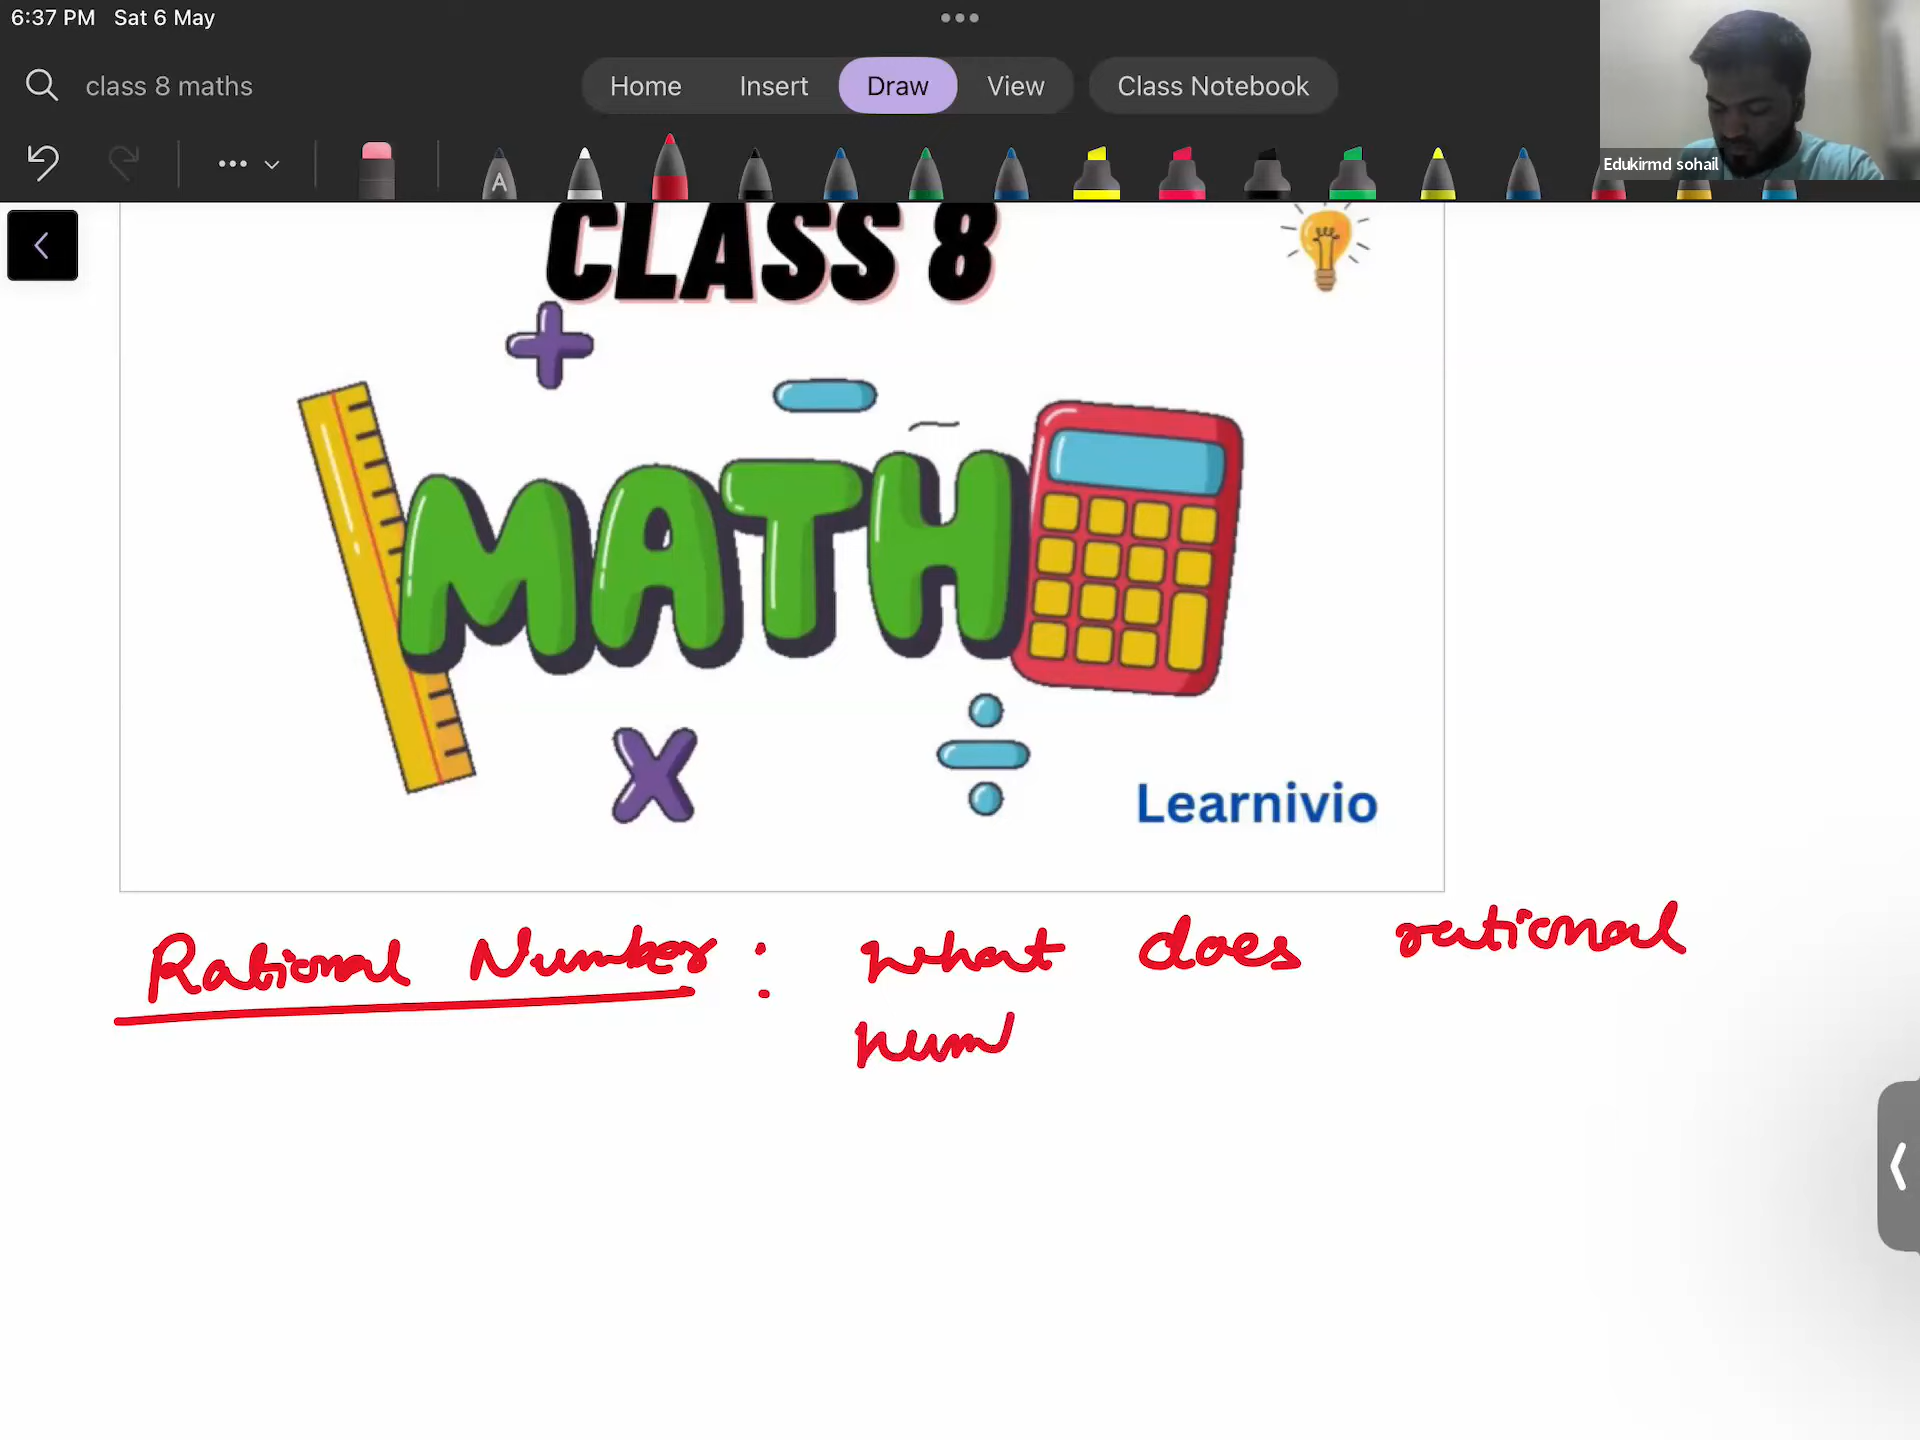 6:37 PM Sat 6 May
class 8 maths
Home Insert Draw View Class Notebook
A
Edukirmd sohail
CLASS 8
MATH
Learnivio
Rational Number : what does rational
num